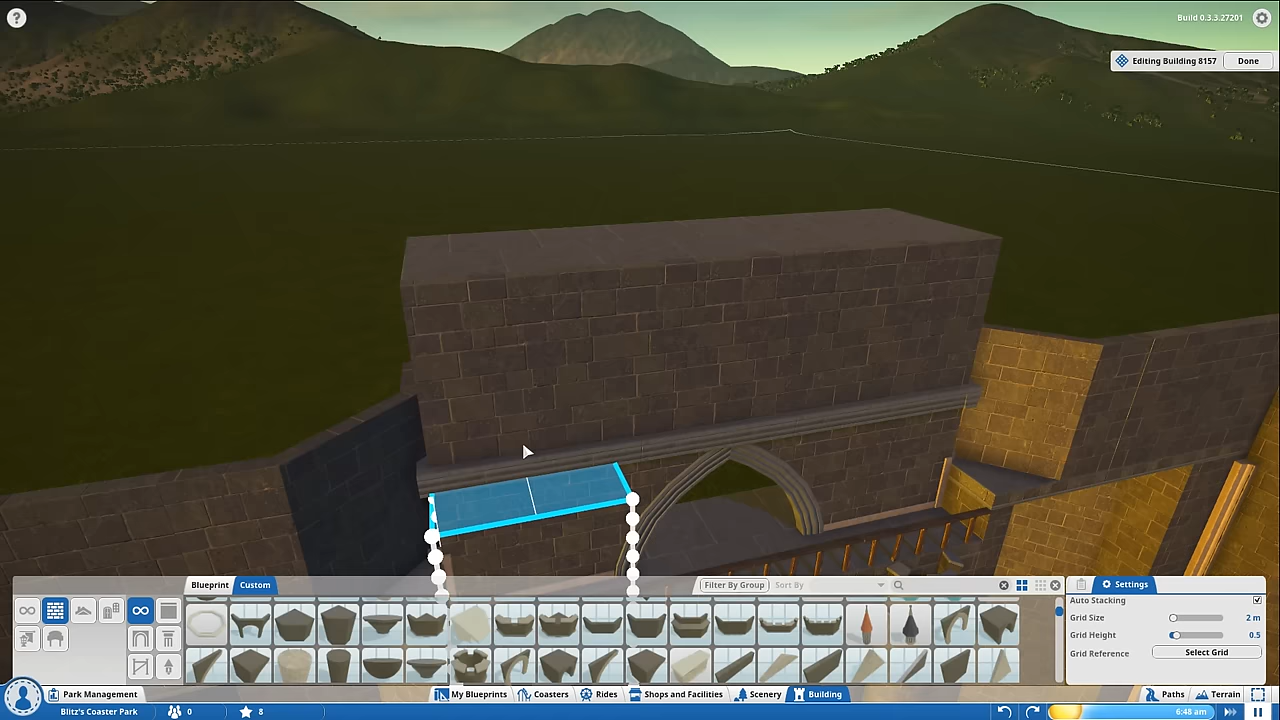 ?
Build 0.3.3.27201
Editing Building 8157 Done
Blueprint Custom Filter By Group Sort By Settings
Auto Stacking
Grid Size 2 m
Grid Height 0.5
Grid Reference Select Grid
Park Management My Blueprints Coasters Rides Shops and Facilities Scenery Building Paths Terrain
Blitz's Coaster Park 0 8 6:48 am